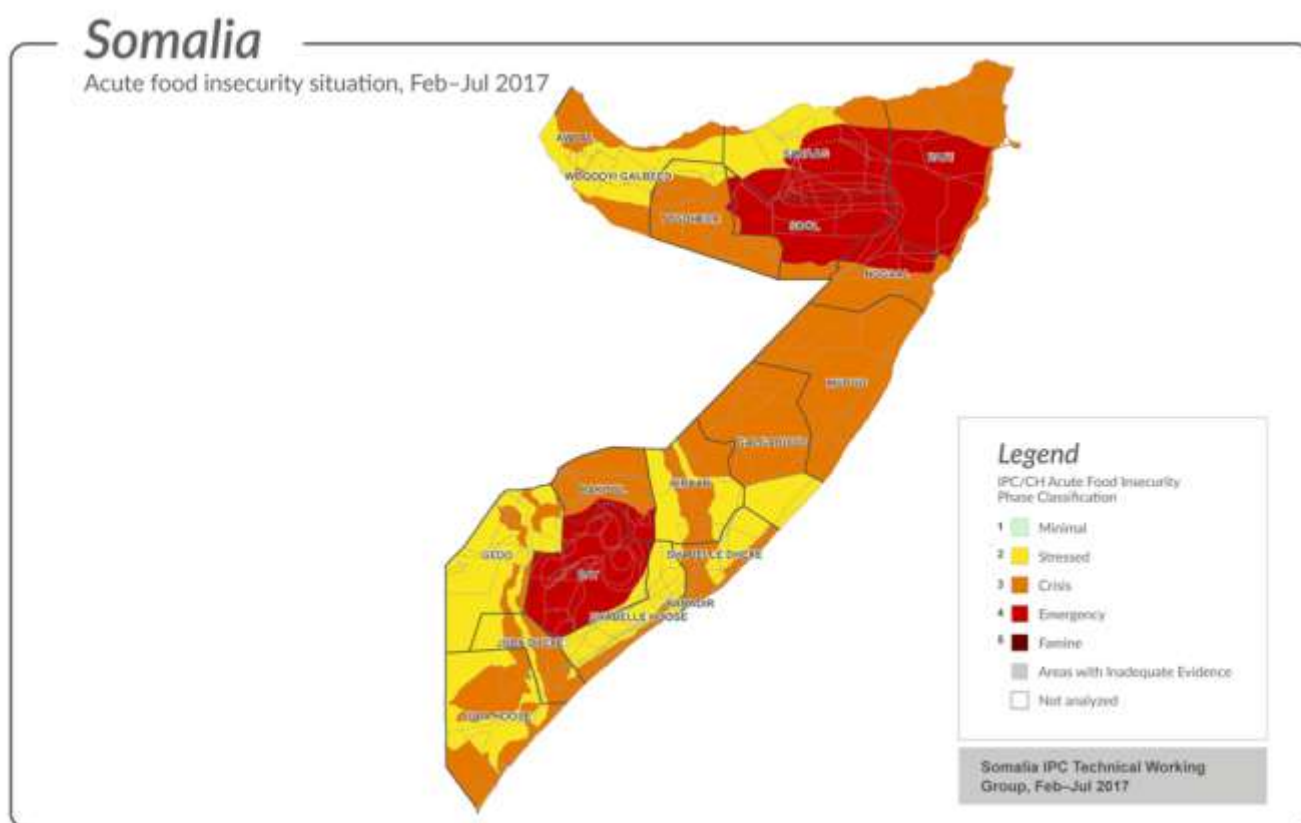 Somalia
Acute food insecurity situation, Feb–Jul 2017
AWDAL
SANAAG
BARI
WOQOOYI GALBEED
TOGDHEER
SOOL
NUGAAL
MUDUG
GALGADUUD
BAKOOL
HIRAAN
GEDO
SHABELLE DHEXE
BAY
BANADIR
SHABELLE HOOSE
JUBA DHEXE
JUBA HOOSE
Legend
IPC/CH Acute Food Insecurity
Phase Classification
1 Minimal
2 Stressed
3 Crisis
4 Emergency
5 Famine
Areas with Inadequate Evidence
Not analyzed
Somalia IPC Technical Working
Group, Feb–Jul 2017